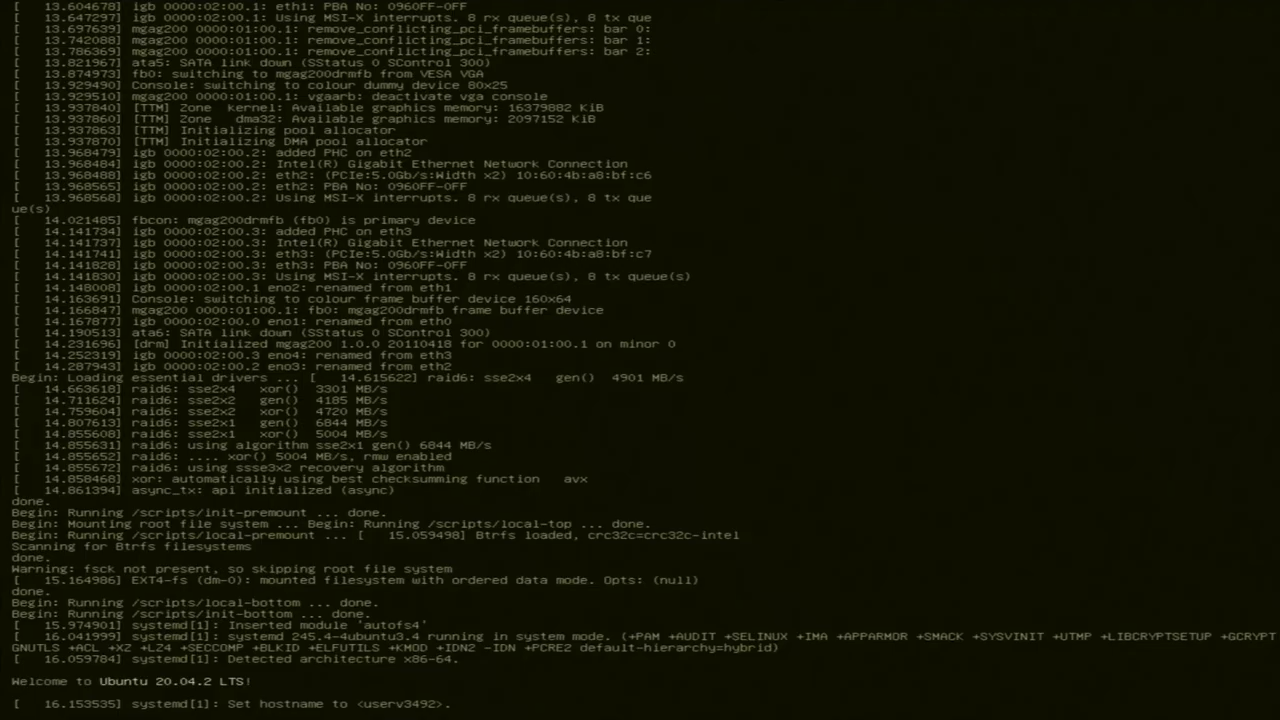 [   13.604678] igb 0000:02:00.1: eth1: PBA No: 0960FF-0FF
[   13.647297] igb 0000:02:00.1: Using MSI-X interrupts. 8 rx queue(s), 8 tx que
[   13.697639] mgag200 0000:01:00.1: remove_conflicting_pci_framebuffers: bar 0:
[   13.742088] mgag200 0000:01:00.1: remove_conflicting_pci_framebuffers: bar 1:
[   13.786369] mgag200 0000:01:00.1: remove_conflicting_pci_framebuffers: bar 2:
[   13.821967] ata5: SATA link down (SStatus 0 SControl 300)
[   13.874973] fb0: switching to mgag200drmfb from VESA VGA
[   13.929490] Console: switching to colour dummy device 80x25
[   13.929510] mgag200 0000:01:00.1: vgaarb: deactivate vga console
[   13.937840] [TTM] Zone  kernel: Available graphics memory: 16379882 KiB
[   13.937860] [TTM] Zone   dma32: Available graphics memory: 2097152 KiB
[   13.937863] [TTM] Initializing pool allocator
[   13.937870] [TTM] Initializing DMA pool allocator
[   13.968479] igb 0000:02:00.2: added PHC on eth2
[   13.968484] igb 0000:02:00.2: Intel(R) Gigabit Ethernet Network Connection
[   13.968488] igb 0000:02:00.2: eth2: (PCIe:5.0Gb/s:Width x2) 10:60:4b:a8:bf:c6
[   13.968565] igb 0000:02:00.2: eth2: PBA No: 0960FF-0FF
[   13.968568] igb 0000:02:00.2: Using MSI-X interrupts. 8 rx queue(s), 8 tx que
ue(s)
[   14.021485] fbcon: mgag200drmfb (fb0) is primary device
[   14.141734] igb 0000:02:00.3: added PHC on eth3
[   14.141737] igb 0000:02:00.3: Intel(R) Gigabit Ethernet Network Connection
[   14.141741] igb 0000:02:00.3: eth3: (PCIe:5.0Gb/s:Width x2) 10:60:4b:a8:bf:c7
[   14.141828] igb 0000:02:00.3: eth3: PBA No: 0960FF-0FF
[   14.141830] igb 0000:02:00.3: Using MSI-X interrupts. 8 rx queue(s), 8 tx queue(s)
[   14.148008] igb 0000:02:00.1 eno2: renamed from eth1
[   14.163691] Console: switching to colour frame buffer device 160x64
[   14.166847] mgag200 0000:01:00.1: fb0: mgag200drmfb frame buffer device
[   14.167877] igb 0000:02:00.0 eno1: renamed from eth0
[   14.190513] ata6: SATA link down (SStatus 0 SControl 300)
[   14.231696] [drm] Initialized mgag200 1.0.0 20110418 for 0000:01:00.1 on minor 0
[   14.252319] igb 0000:02:00.3 eno4: renamed from eth3
[   14.287943] igb 0000:02:00.2 eno3: renamed from eth2
Begin: Loading essential drivers ... [   14.615622] raid6: sse2x4   gen()  4901 MB/s
[   14.663618] raid6: sse2x4   xor()  3301 MB/s
[   14.711624] raid6: sse2x2   gen()  4185 MB/s
[   14.759604] raid6: sse2x2   xor()  4720 MB/s
[   14.807613] raid6: sse2x1   gen()  6844 MB/s
[   14.855608] raid6: sse2x1   xor()  5004 MB/s
[   14.855631] raid6: using algorithm sse2x1 gen() 6844 MB/s
[   14.855652] raid6: .... xor() 5004 MB/s, rmw enabled
[   14.855672] raid6: using ssse3x2 recovery algorithm
[   14.858468] xor: automatically using best checksumming function   avx
[   14.861394] async_tx: api initialized (async)
done.
Begin: Running /scripts/init-premount ... done.
Begin: Mounting root file system ... Begin: Running /scripts/local-top ... done.
Begin: Running /scripts/local-premount ... [   15.059498] Btrfs loaded, crc32c=crc32c-intel
Scanning for Btrfs filesystems
done.
Warning: fsck not present, so skipping root file system
[   15.164986] EXT4-fs (dm-0): mounted filesystem with ordered data mode. Opts: (null)
done.
Begin: Running /scripts/local-bottom ... done.
Begin: Running /scripts/init-bottom ... done.
[   15.974901] systemd[1]: Inserted module 'autofs4'
[   16.041999] systemd[1]: systemd 245.4-4ubuntu3.4 running in system mode. (+PAM +AUDIT +SELINUX +IMA +APPARMOR +SMACK +SYSVINIT +UTMP +LIBCRYPTSETUP +GCRYPT
GNUTLS +ACL +XZ +LZ4 +SECCOMP +BLKID +ELFUTILS +KMOD +IDN2 -IDN +PCRE2 default-hierarchy=hybrid)
[   16.059784] systemd[1]: Detected architecture x86-64.
Welcome to Ubuntu 20.04.2 LTS!
[   16.153535] systemd[1]: Set hostname to <userv3492>.